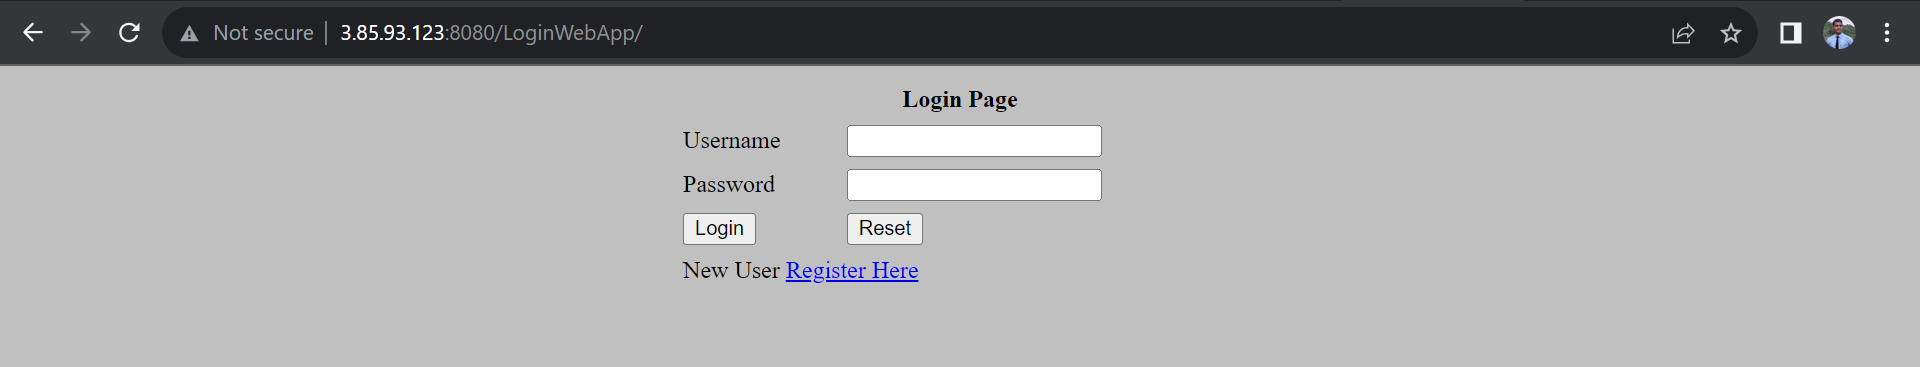 Not secure | 3.85.93.123:8080/LoginWebApp/
Login Page
Username
Password
Login Reset
New User Register Here